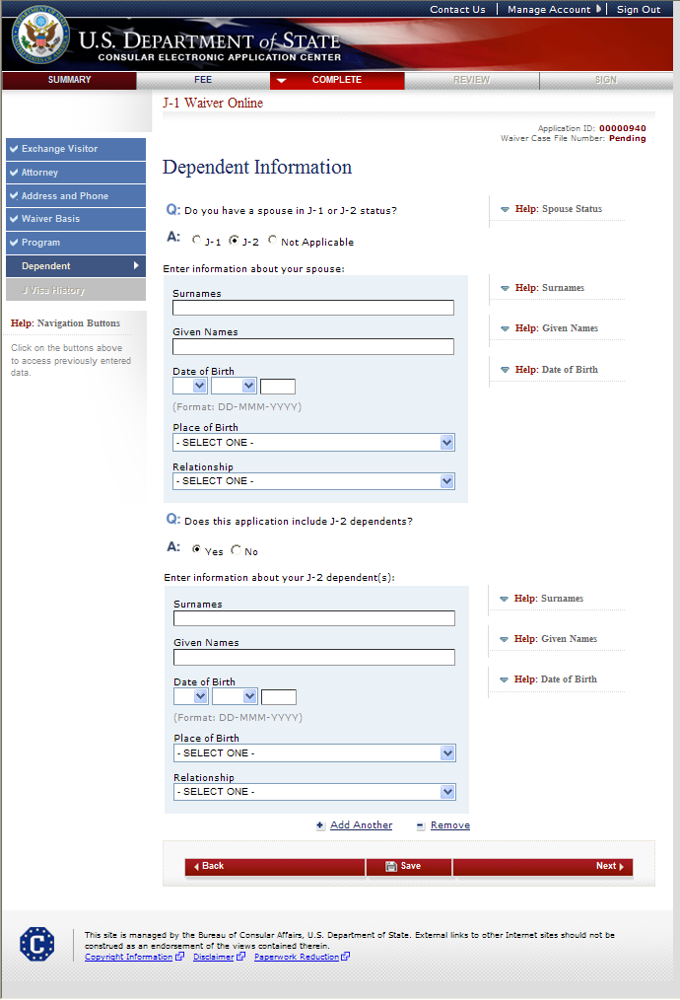 Contact Us | Manage Account | Sign Out
U.S. DEPARTMENT of STATE
CONSULAR ELECTRONIC APPLICATION CENTER
SUMMARY FEE COMPLETE REVIEW SIGN
J-1 Waiver Online
Application ID: 00000940
Waiver Case File Number: Pending
Exchange Visitor
Attorney
Address and Phone
Waiver Basis
Program
Dependent
J Visa History
Help: Navigation Buttons
Click on the buttons above
to access previously entered
data.
Dependent Information
Q: Do you have a spouse in J-1 or J-2 status?
Help: Spouse Status
A: J-1 J-2 Not Applicable
Enter information about your spouse:
Surnames
Help: Surnames
Given Names
Help: Given Names
Date of Birth
Help: Date of Birth
(Format: DD-MMM-YYYY)
Place of Birth
- SELECT ONE -
Relationship
- SELECT ONE -
Q: Does this application include J-2 dependents?
A: Yes No
Enter information about your J-2 dependent(s):
Surnames
Help: Surnames
Given Names
Help: Given Names
Date of Birth
Help: Date of Birth
(Format: DD-MMM-YYYY)
Place of Birth
- SELECT ONE -
Relationship
- SELECT ONE -
Add Another Remove
Back Save Next
C
This site is managed by the Bureau of Consular Affairs, U.S. Department of State. External links to other Internet sites should not be
construed as an endorsement of the views contained therein.
Copyright Information Disclaimer Paperwork Reduction